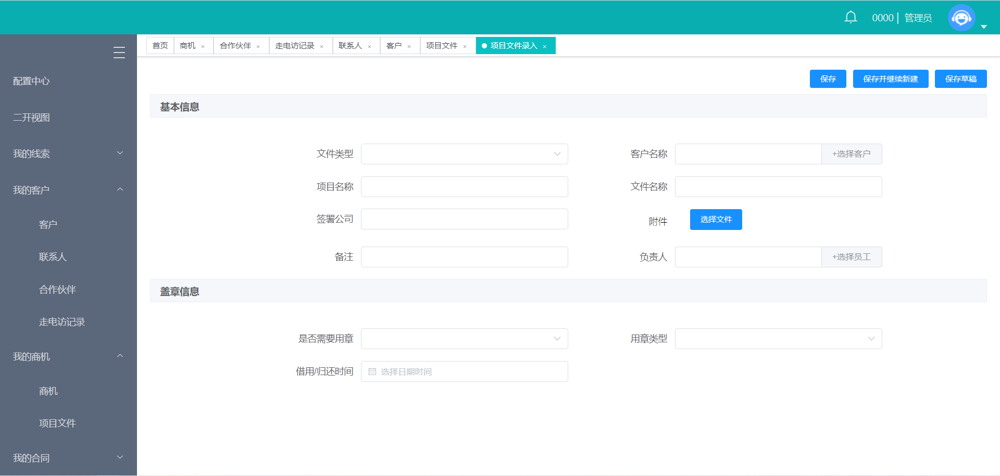 0000 | 管理员
首页 商机 × 合作伙伴 × 走电访记录 × 联系人 × 客户 × 项目文件 × 项目文件录入 ×
配置中心
二开视图
我的线索
我的客户
客户
联系人
合作伙伴
走电访记录
我的商机
商机
项目文件
我的合同
保存 保存并继续新建 保存草稿
基本信息
文件类型 客户名称 +选择客户
项目名称 文件名称
签署公司 附件 选择文件
备注 负责人 +选择员工
盖章信息
是否需要用章 用章类型
借用/归还时间 选择日期时间